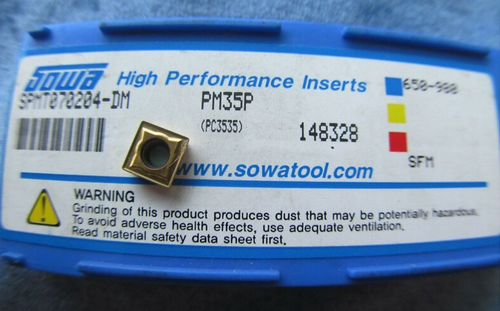 Sowa High Performance Inserts
650-980
SPMT070204-DM
PM35P
(PC3535)
148328
SFM
www.sowatool.com
WARNING
Grinding of this product produces dust that may be potentially hazardous.
To avoid adverse health effects, use adequate ventilation.
Read material safety data sheet first.